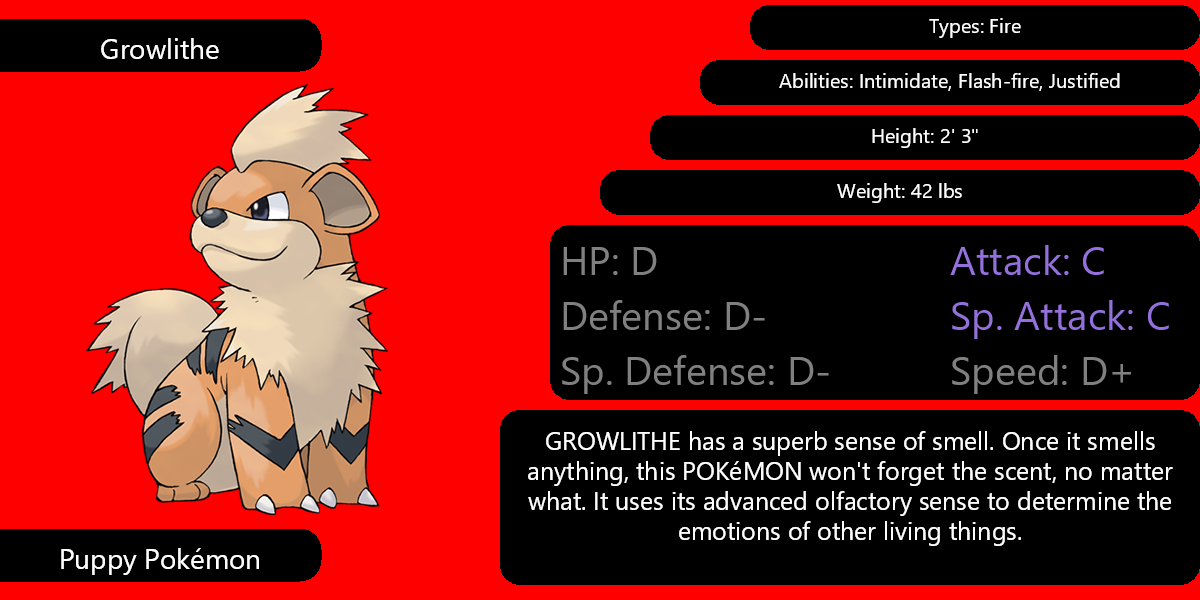 Growlithe
Types: Fire
Abilities: Intimidate, Flash-fire, Justified
Height: 2' 3"
Weight: 42 lbs
HP: D
Attack: C
Defense: D-
Sp. Attack: C
Sp. Defense: D-
Speed: D+
GROWLITHE has a superb sense of smell. Once it smells
anything, this POKéMON won't forget the scent, no matter
what. It uses its advanced olfactory sense to determine the
emotions of other living things.
Puppy Pokémon